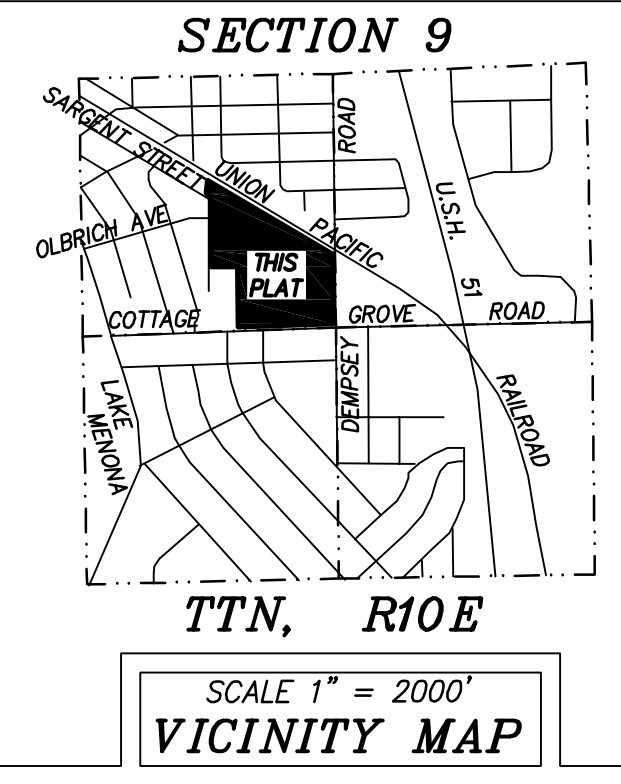 SECTION 9
SARGENT STREET
UNION
PACIFIC
ROAD
U.S.H. 51
OLBRICH AVE
THIS
PLAT
COTTAGE
GROVE
ROAD
LAKE
MENONA
DEMPSEY
RAILROAD
TTN, R10E
SCALE 1" = 2000'
VICINITY MAP